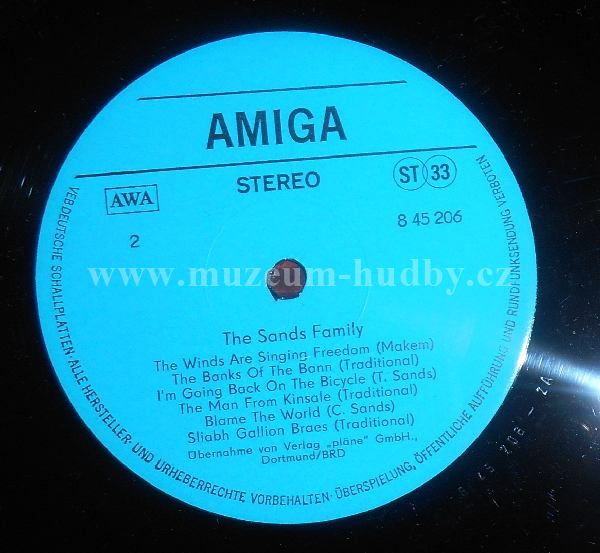 AMIGA
STEREO
AWA
ST 33
2
8 45 206
www.muzeum-hudby.cz
The Sands Family
The Winds Are Singing Freedom (Makem)
The Banks Of The Bann (Traditional)
I'm Going Back On The Bicycle (T. Sands)
The Man From Kinsale (Traditional)
Blame The World (C. Sands)
Sliabh Gallion Braes (Traditional)
Übernahme von Verlag „pläne" GmbH.,
Dortmund/BRD
VEB DEUTSCHE SCHALLPLATTEN · ALLE HERSTELLER- UND URHEBERRECHTE VORBEHALTEN · ÜBERSPIELUNG, ÖFFENTLICHE AUFFÜHRUNG UND RUNDFUNKSENDUNG VERBOTEN